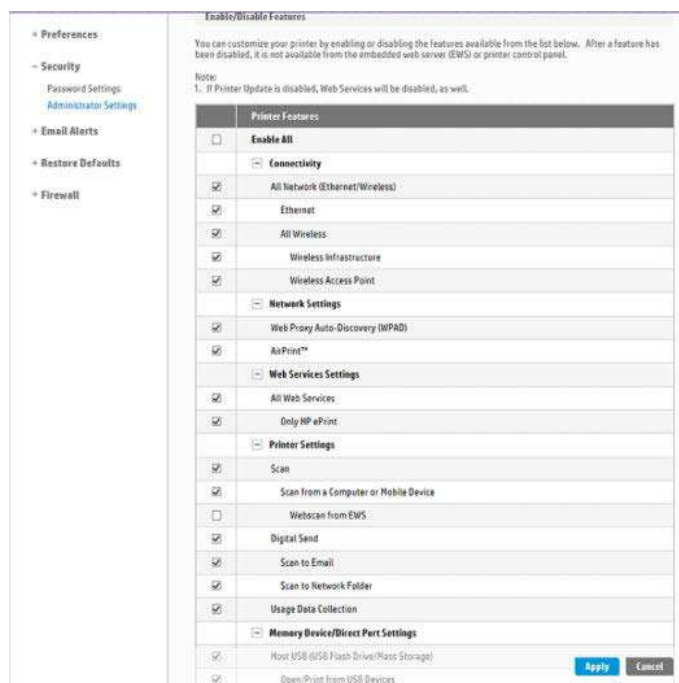 Enable/Disable Features
+ Preferences
You can customize your printer by enabling or disabling the features available from the list below. After a feature has
been disabled, it is not available from the embedded web server (EWS) or printer control panel.
- Security
Password Settings
Administrator Settings
Note:
1. If Printer Update is disabled, Web Services will be disabled, as well.
+ Email Alerts
+ Restore Defaults
+ Firewall
Printer Features
Enable All
Connectivity
All Network (Ethernet/Wireless)
Ethernet
All Wireless
Wireless Infrastructure
Wireless Access Point
Network Settings
Web Proxy Auto-Discovery (WPAD)
AirPrint™
Web Services Settings
All Web Services
Only HP ePrint
Printer Settings
Scan
Scan from a Computer or Mobile Device
Webscan from EWS
Digital Send
Scan to Email
Scan to Network Folder
Usage Data Collection
Memory Device/Direct Port Settings
Host USB (USB Flash Drive/Mass Storage)
Open/Print from USB Devices
Apply
Cancel